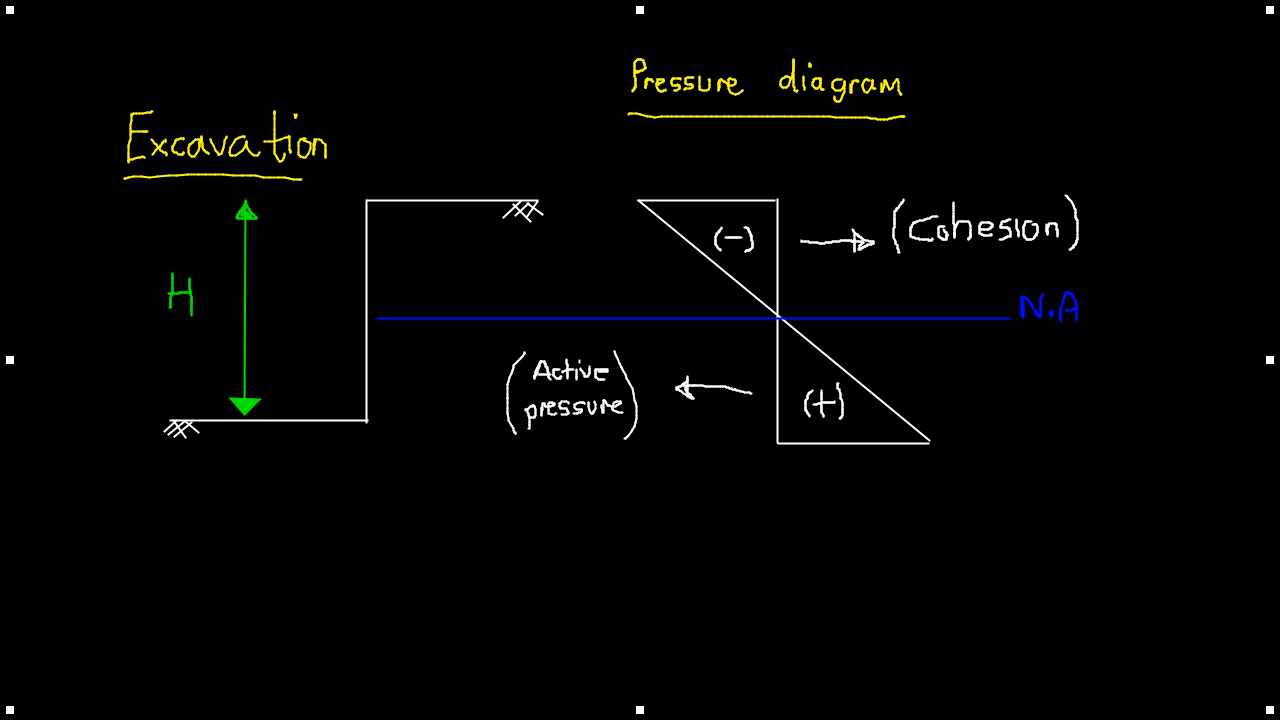 Pressure diagram
Excavation
(-)
(Cohesion)
H
N.A
(Active
pressure)
(+)